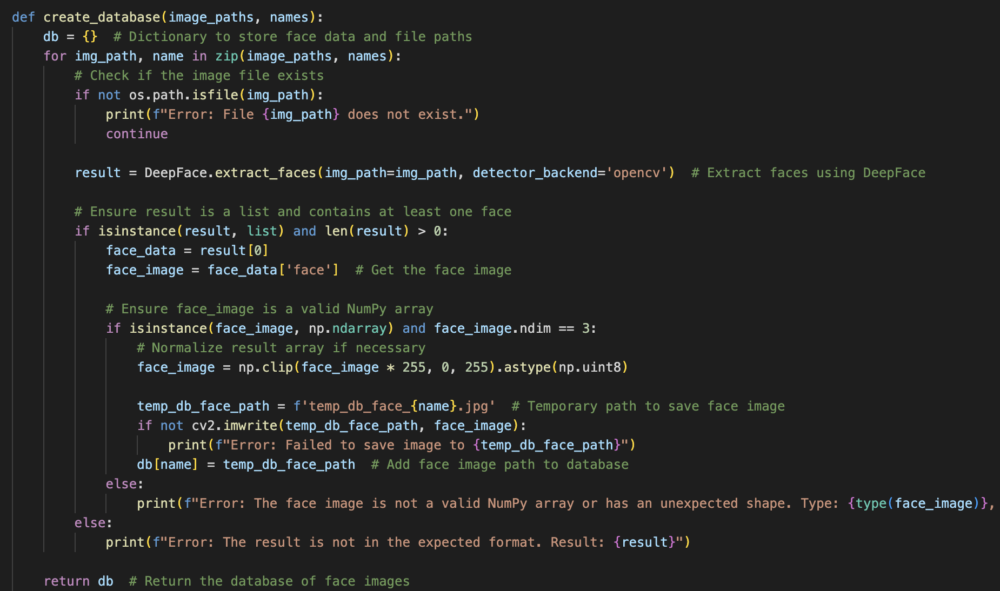 def create_database(image_paths, names):
    db = {}  # Dictionary to store face data and file paths
    for img_path, name in zip(image_paths, names):
        # Check if the image file exists
        if not os.path.isfile(img_path):
            print(f"Error: File {img_path} does not exist.")
            continue

        result = DeepFace.extract_faces(img_path=img_path, detector_backend='opencv')  # Extract faces using DeepFace

        # Ensure result is a list and contains at least one face
        if isinstance(result, list) and len(result) > 0:
            face_data = result[0]
            face_image = face_data['face']  # Get the face image

            # Ensure face_image is a valid NumPy array
            if isinstance(face_image, np.ndarray) and face_image.ndim == 3:
                # Normalize result array if necessary
                face_image = np.clip(face_image * 255, 0, 255).astype(np.uint8)

                temp_db_face_path = f'temp_db_face_{name}.jpg'  # Temporary path to save face image
                if not cv2.imwrite(temp_db_face_path, face_image):
                    print(f"Error: Failed to save image to {temp_db_face_path}")
                db[name] = temp_db_face_path  # Add face image path to database
            else:
                print(f"Error: The face image is not a valid NumPy array or has an unexpected shape. Type: {type(face_image)},
        else:
            print(f"Error: The result is not in the expected format. Result: {result}")

    return db  # Return the database of face images